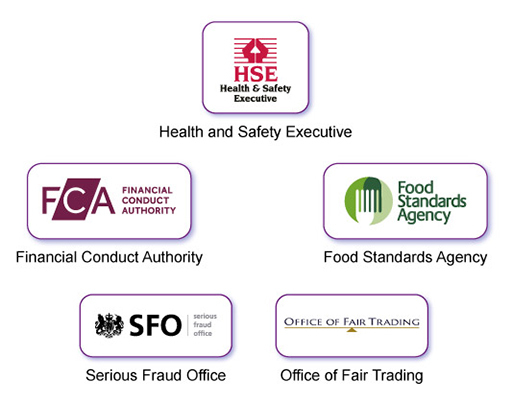 HSE
Health & Safety
Executive
Health and Safety Executive
FCA
FINANCIAL
CONDUCT
AUTHORITY
Financial Conduct Authority
Food
Standards
Agency
Food Standards Agency
SFO
serious
fraud
office
Serious Fraud Office
OFFICE OF FAIR TRADING
Office of Fair Trading